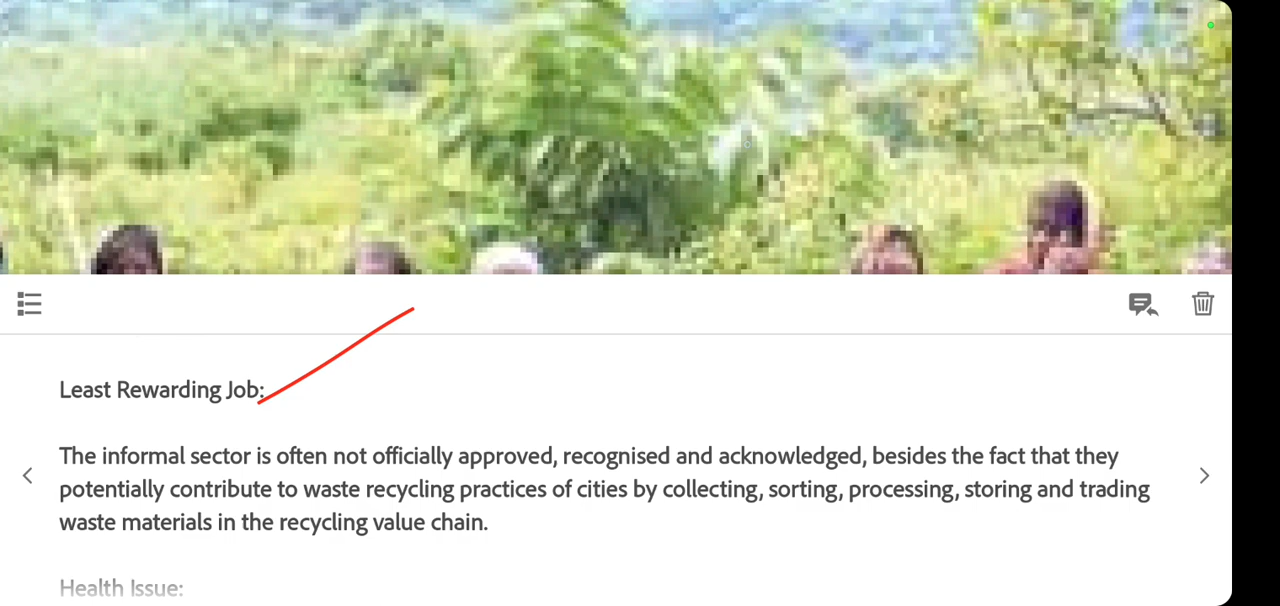 Least Rewarding Job:
The informal sector is often not officially approved, recognised and acknowledged, besides the fact that they
potentially contribute to waste recycling practices of cities by collecting, sorting, processing, storing and trading
waste materials in the recycling value chain.
Health Issue: